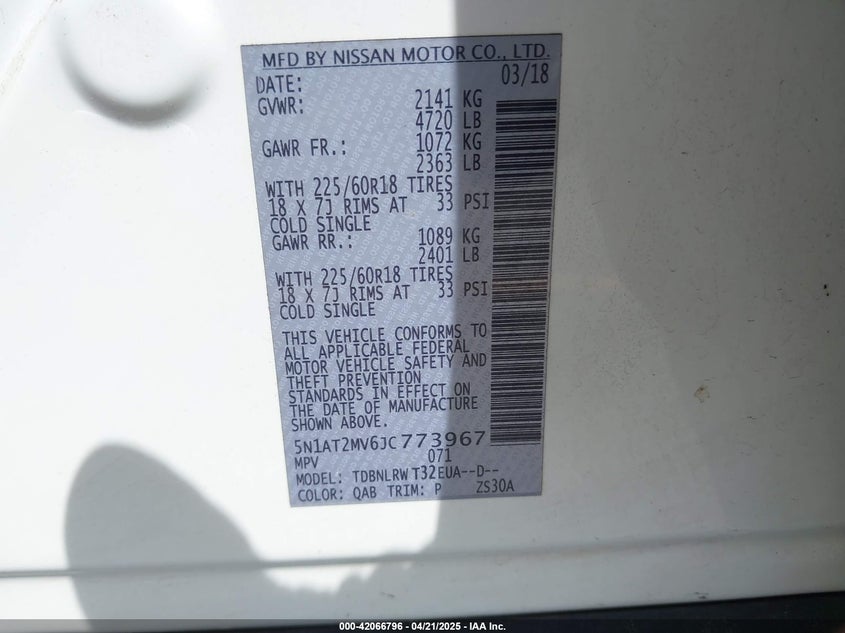 MFD BY NISSAN MOTOR CO., LTD.
DATE: 03/18
GVWR: 2141 KG
4720 LB
GAWR FR.: 1072 KG
2363 LB
WITH 225/60R18 TIRES
18 X 7J RIMS AT 33 PSI
COLD SINGLE
GAWR RR.: 1089 KG
2401 LB
WITH 225/60R18 TIRES
18 X 7J RIMS AT 33 PSI
COLD SINGLE
THIS VEHICLE CONFORMS TO
ALL APPLICABLE FEDERAL
MOTOR VEHICLE SAFETY AND
THEFT PREVENTION
STANDARDS IN EFFECT ON
THE DATE OF MANUFACTURE
SHOWN ABOVE.
5N1AT2MV6JC773967
MPV 071
MODEL: TDBNLRW T32EUA--D--
COLOR: QAB TRIM: P ZS30A
000-42066796 - 04/21/2025 - IAA Inc.